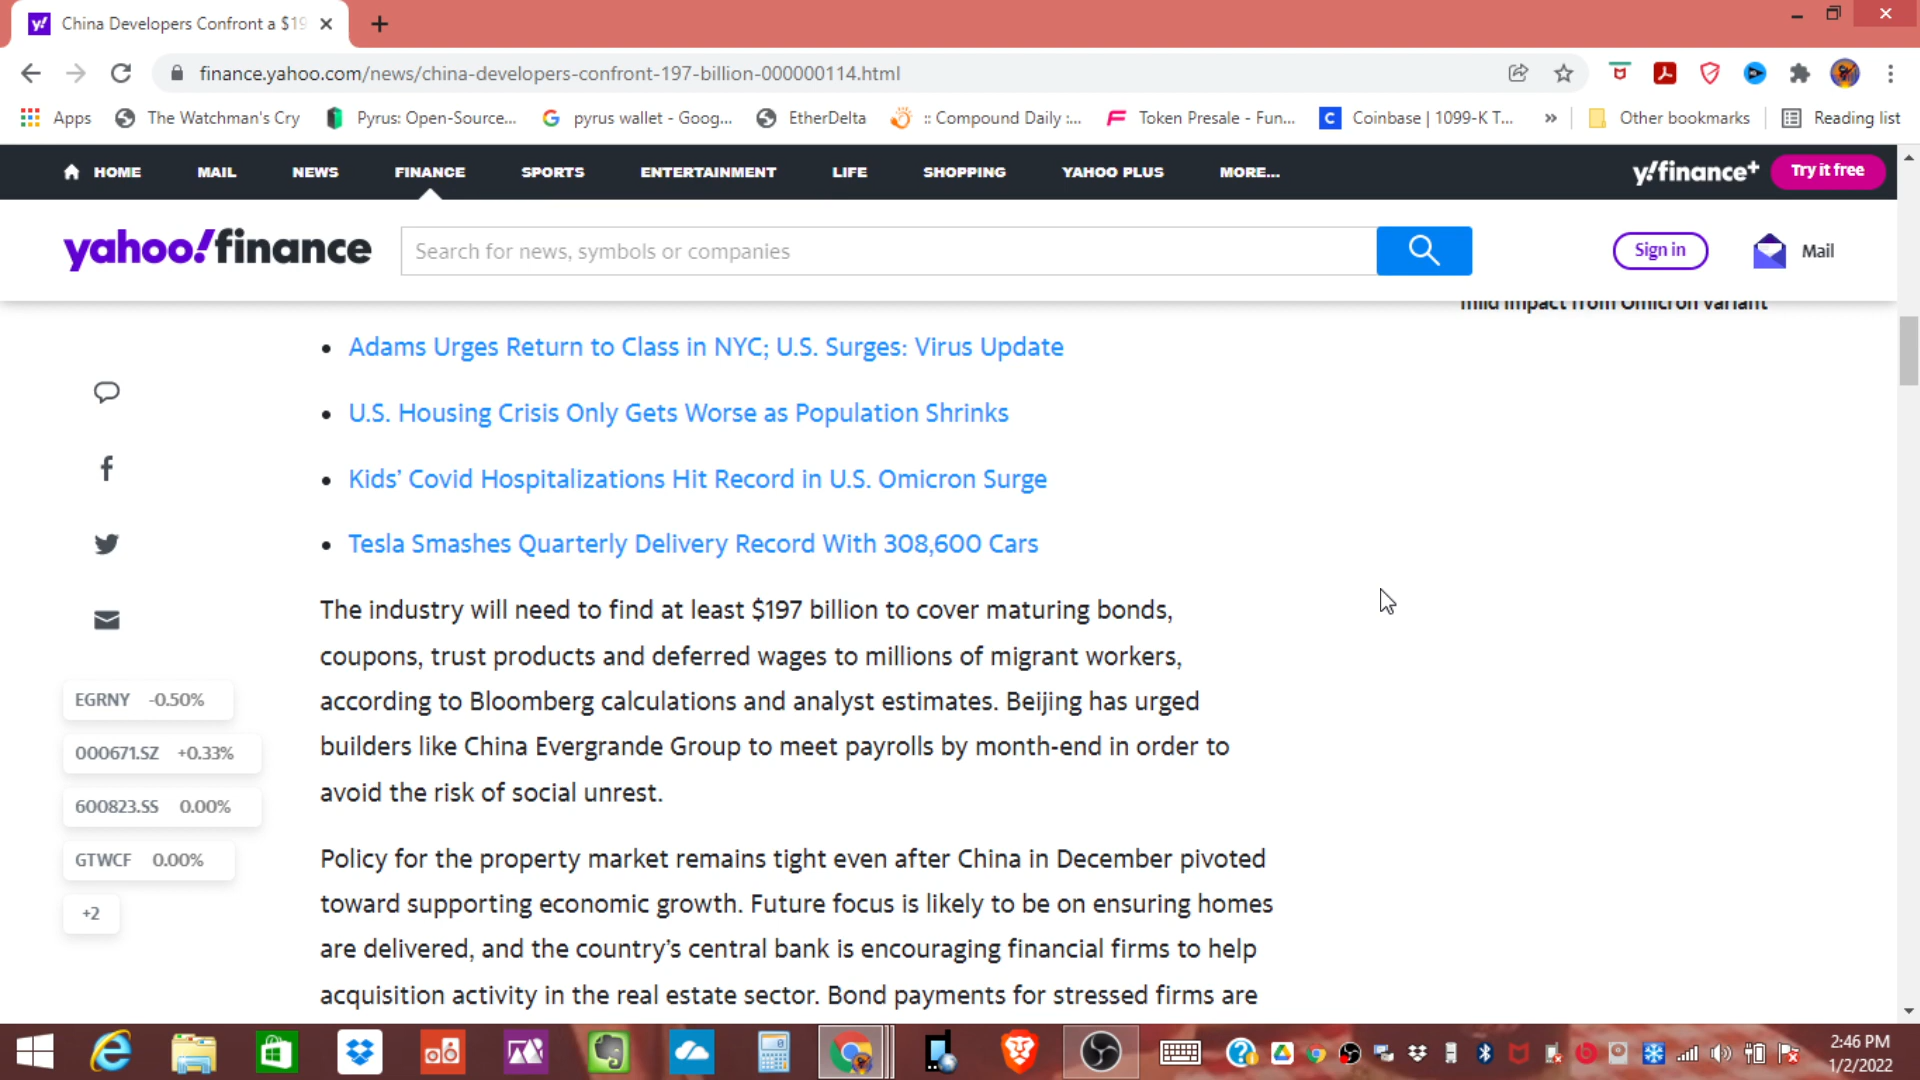 China Developers Confront a $19
finance.yahoo.com/news/china-developers-confront-197-billion-000000114.html
Apps The Watchman's Cry Pyrus: Open-Source... pyrus wallet - Goog... EtherDelta :: Compound Daily :... Token Presale - Fun... Coinbase | 1099-K T... » Other bookmarks Reading list
HOME MAIL NEWS FINANCE SPORTS ENTERTAINMENT LIFE SHOPPING YAHOO PLUS MORE... y!finance+ Try it free
yahoo!finance Search for news, symbols or companies Sign in Mail
mild impact from Omicron variant
• Adams Urges Return to Class in NYC; U.S. Surges: Virus Update
• U.S. Housing Crisis Only Gets Worse as Population Shrinks
• Kids’ Covid Hospitalizations Hit Record in U.S. Omicron Surge
• Tesla Smashes Quarterly Delivery Record With 308,600 Cars
The industry will need to find at least $197 billion to cover maturing bonds,
coupons, trust products and deferred wages to millions of migrant workers,
according to Bloomberg calculations and analyst estimates. Beijing has urged
builders like China Evergrande Group to meet payrolls by month-end in order to
avoid the risk of social unrest.
Policy for the property market remains tight even after China in December pivoted
toward supporting economic growth. Future focus is likely to be on ensuring homes
are delivered, and the country’s central bank is encouraging financial firms to help
acquisition activity in the real estate sector. Bond payments for stressed firms are
EGRNY -0.50%
000671.SZ +0.33%
600823.SS 0.00%
GTWCF 0.00%
+2
2:46 PM
1/2/2022